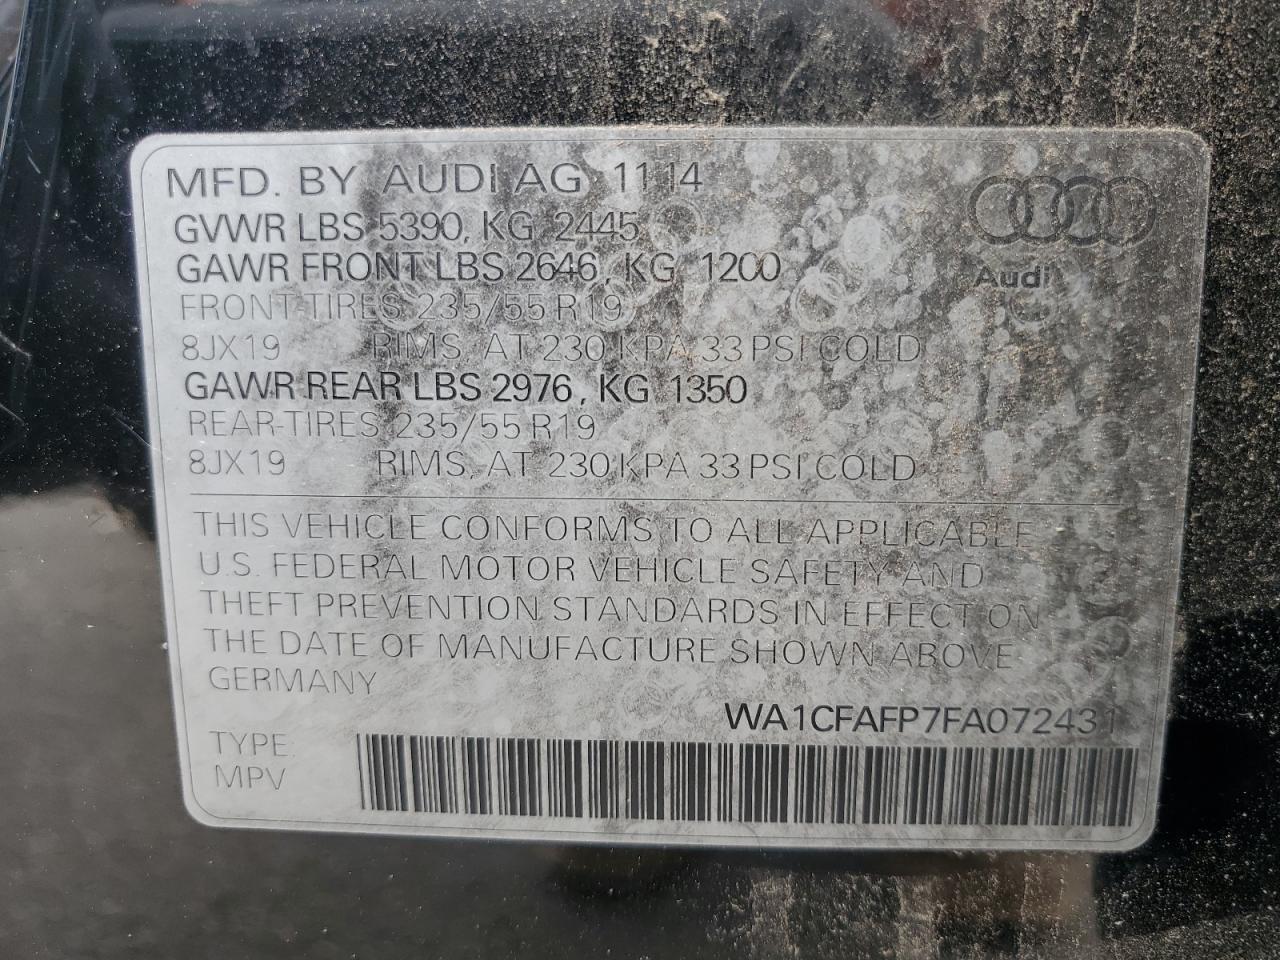 MFD. BY AUDI AG 11 14
GVWR LBS 5390, KG 2445
GAWR FRONT LBS 2646, KG 1200
Audi
FRONT-TIRES 235/55 R19
8JX19 RIMS, AT 230 KPA 33 PSI COLD
GAWR REAR LBS 2976, KG 1350
REAR-TIRES 235/55 R19
8JX19 RIMS, AT 230 KPA 33 PSI COLD
THIS VEHICLE CONFORMS TO ALL APPLICABLE
U.S. FEDERAL MOTOR VEHICLE SAFETY AND
THEFT PREVENTION STANDARDS IN EFFECT ON
THE DATE OF MANUFACTURE SHOWN ABOVE
GERMANY
WA1CFAFP7FA072431
TYPE:
MPV